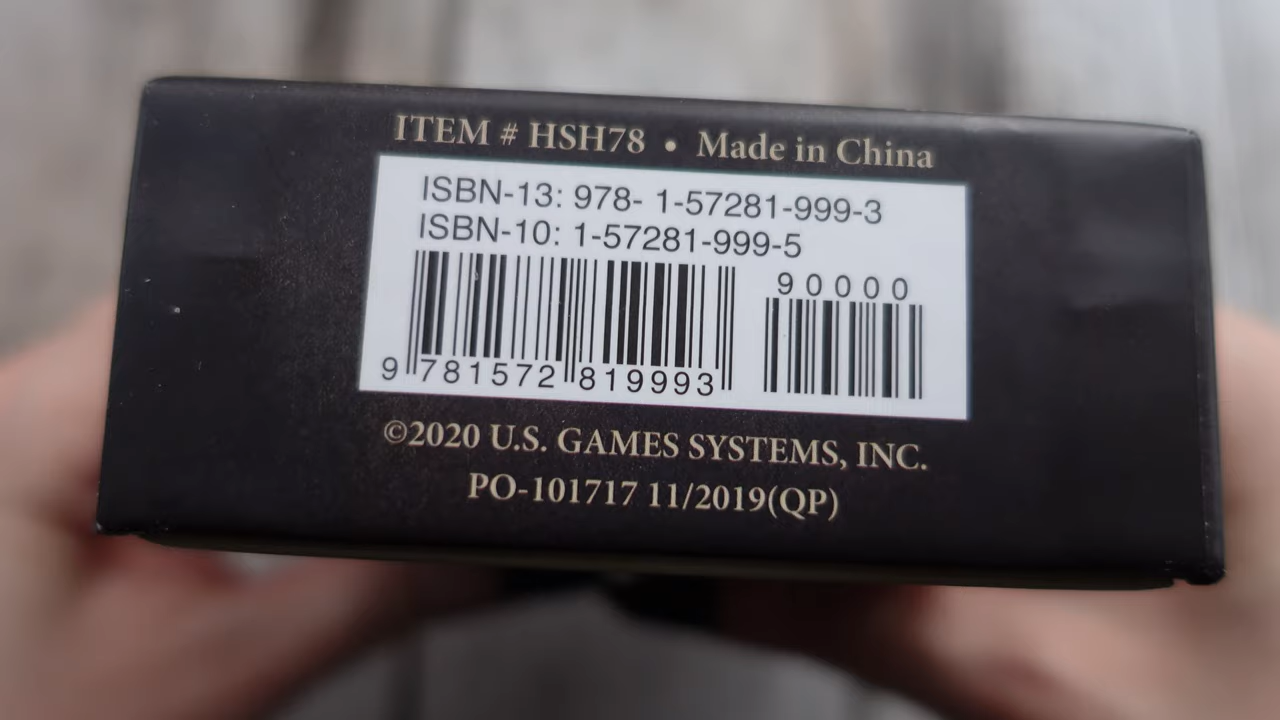 ITEM # HSH78 • Made in China
ISBN-13: 978- 1-57281-999-3
ISBN-10: 1-57281-999-5
90000
9 781572 819993
©2020 U.S. GAMES SYSTEMS, INC.
PO-101717 11/2019(QP)